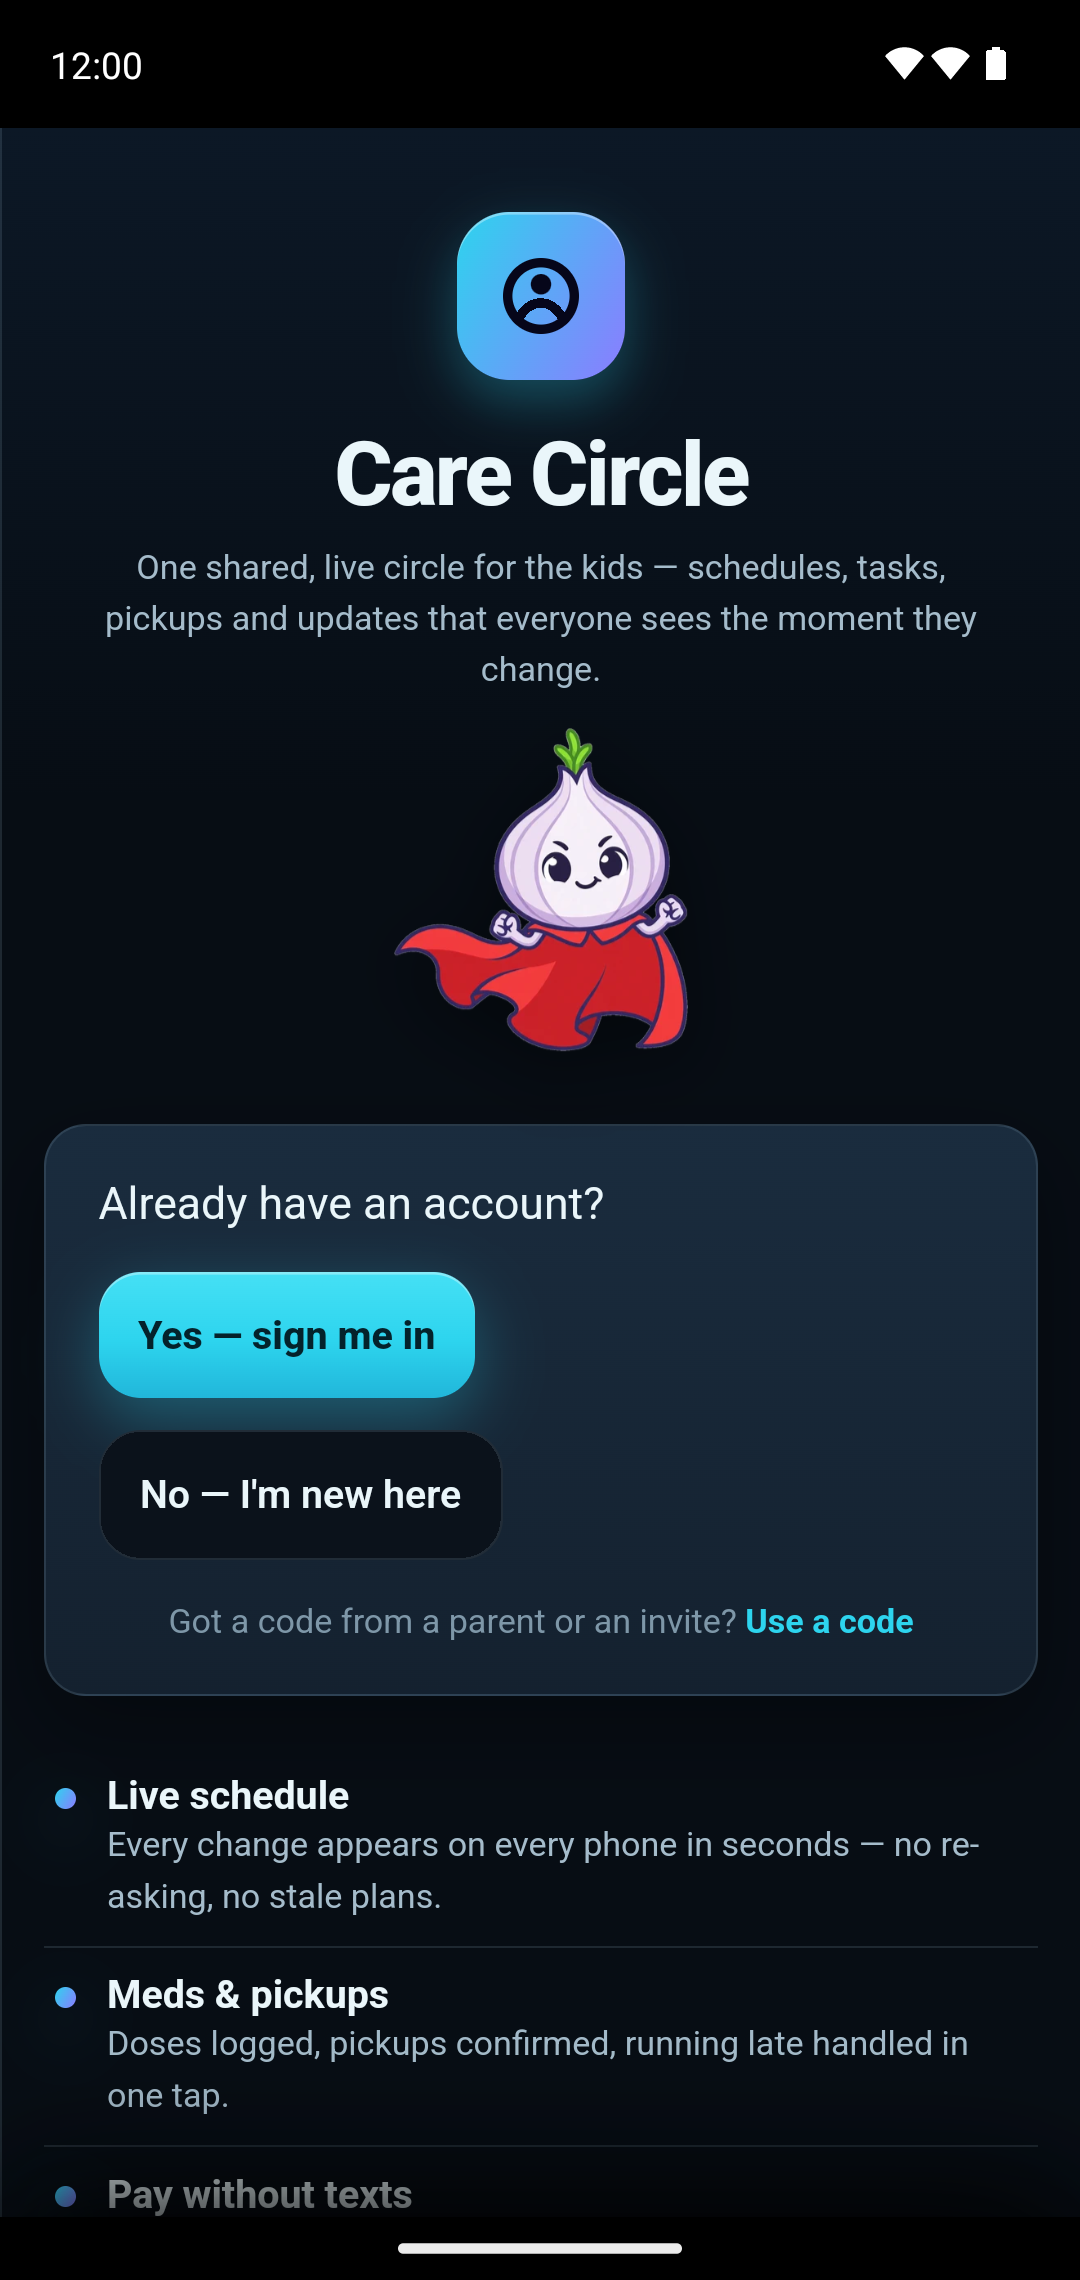 12:00
Care Circle
One shared, live circle for the kids — schedules, tasks,
pickups and updates that everyone sees the moment they
change.
Already have an account?
Yes — sign me in
No — I'm new here
Got a code from a parent or an invite? Use a code
Live schedule
Every change appears on every phone in seconds — no re-
asking, no stale plans.
Meds & pickups
Doses logged, pickups confirmed, running late handled in
one tap.
Pay without texts